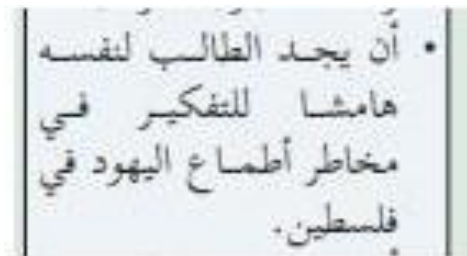 • أن يجد الطالب لنفسه
هامشا للتفكير في
مخاطر أطماع اليهود في
فلسطين.